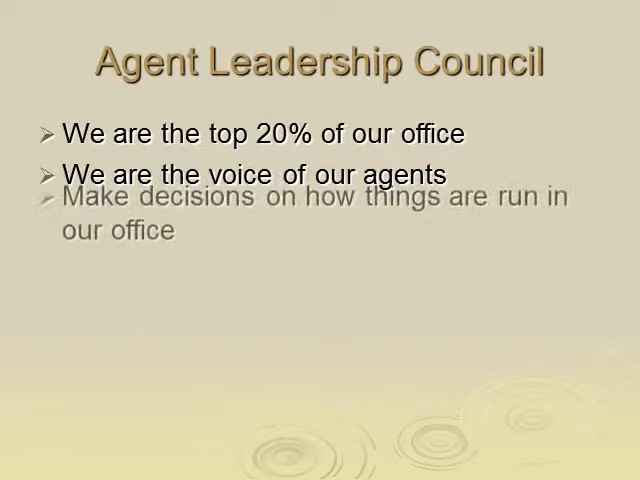 Agent Leadership Council
We are the top 20% of our office
We are the voice of our agents
Make decisions on how things are run in
our office